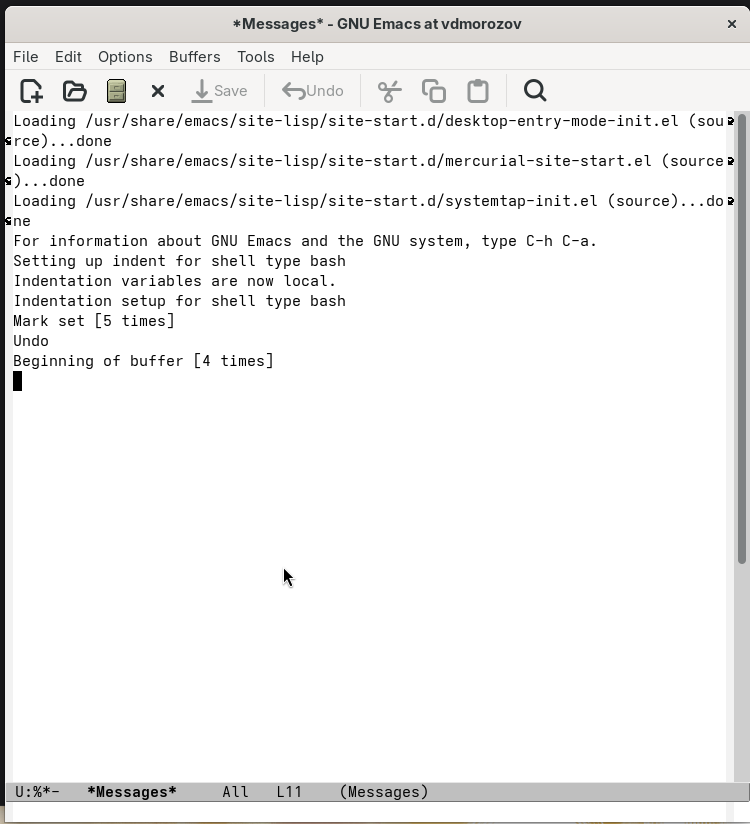 *Messages* - GNU Emacs at vdmorozov
File Edit Options Buffers Tools Help
Save Undo
Loading /usr/share/emacs/site-lisp/site-start.d/desktop-entry-mode-init.el (sou
rce)...done
Loading /usr/share/emacs/site-lisp/site-start.d/mercurial-site-start.el (source
)...done
Loading /usr/share/emacs/site-lisp/site-start.d/systemtap-init.el (source)...do
ne
For information about GNU Emacs and the GNU system, type C-h C-a.
Setting up indent for shell type bash
Indentation variables are now local.
Indentation setup for shell type bash
Mark set [5 times]
Undo
Beginning of buffer [4 times]
U:%*- *Messages* All L11 (Messages)